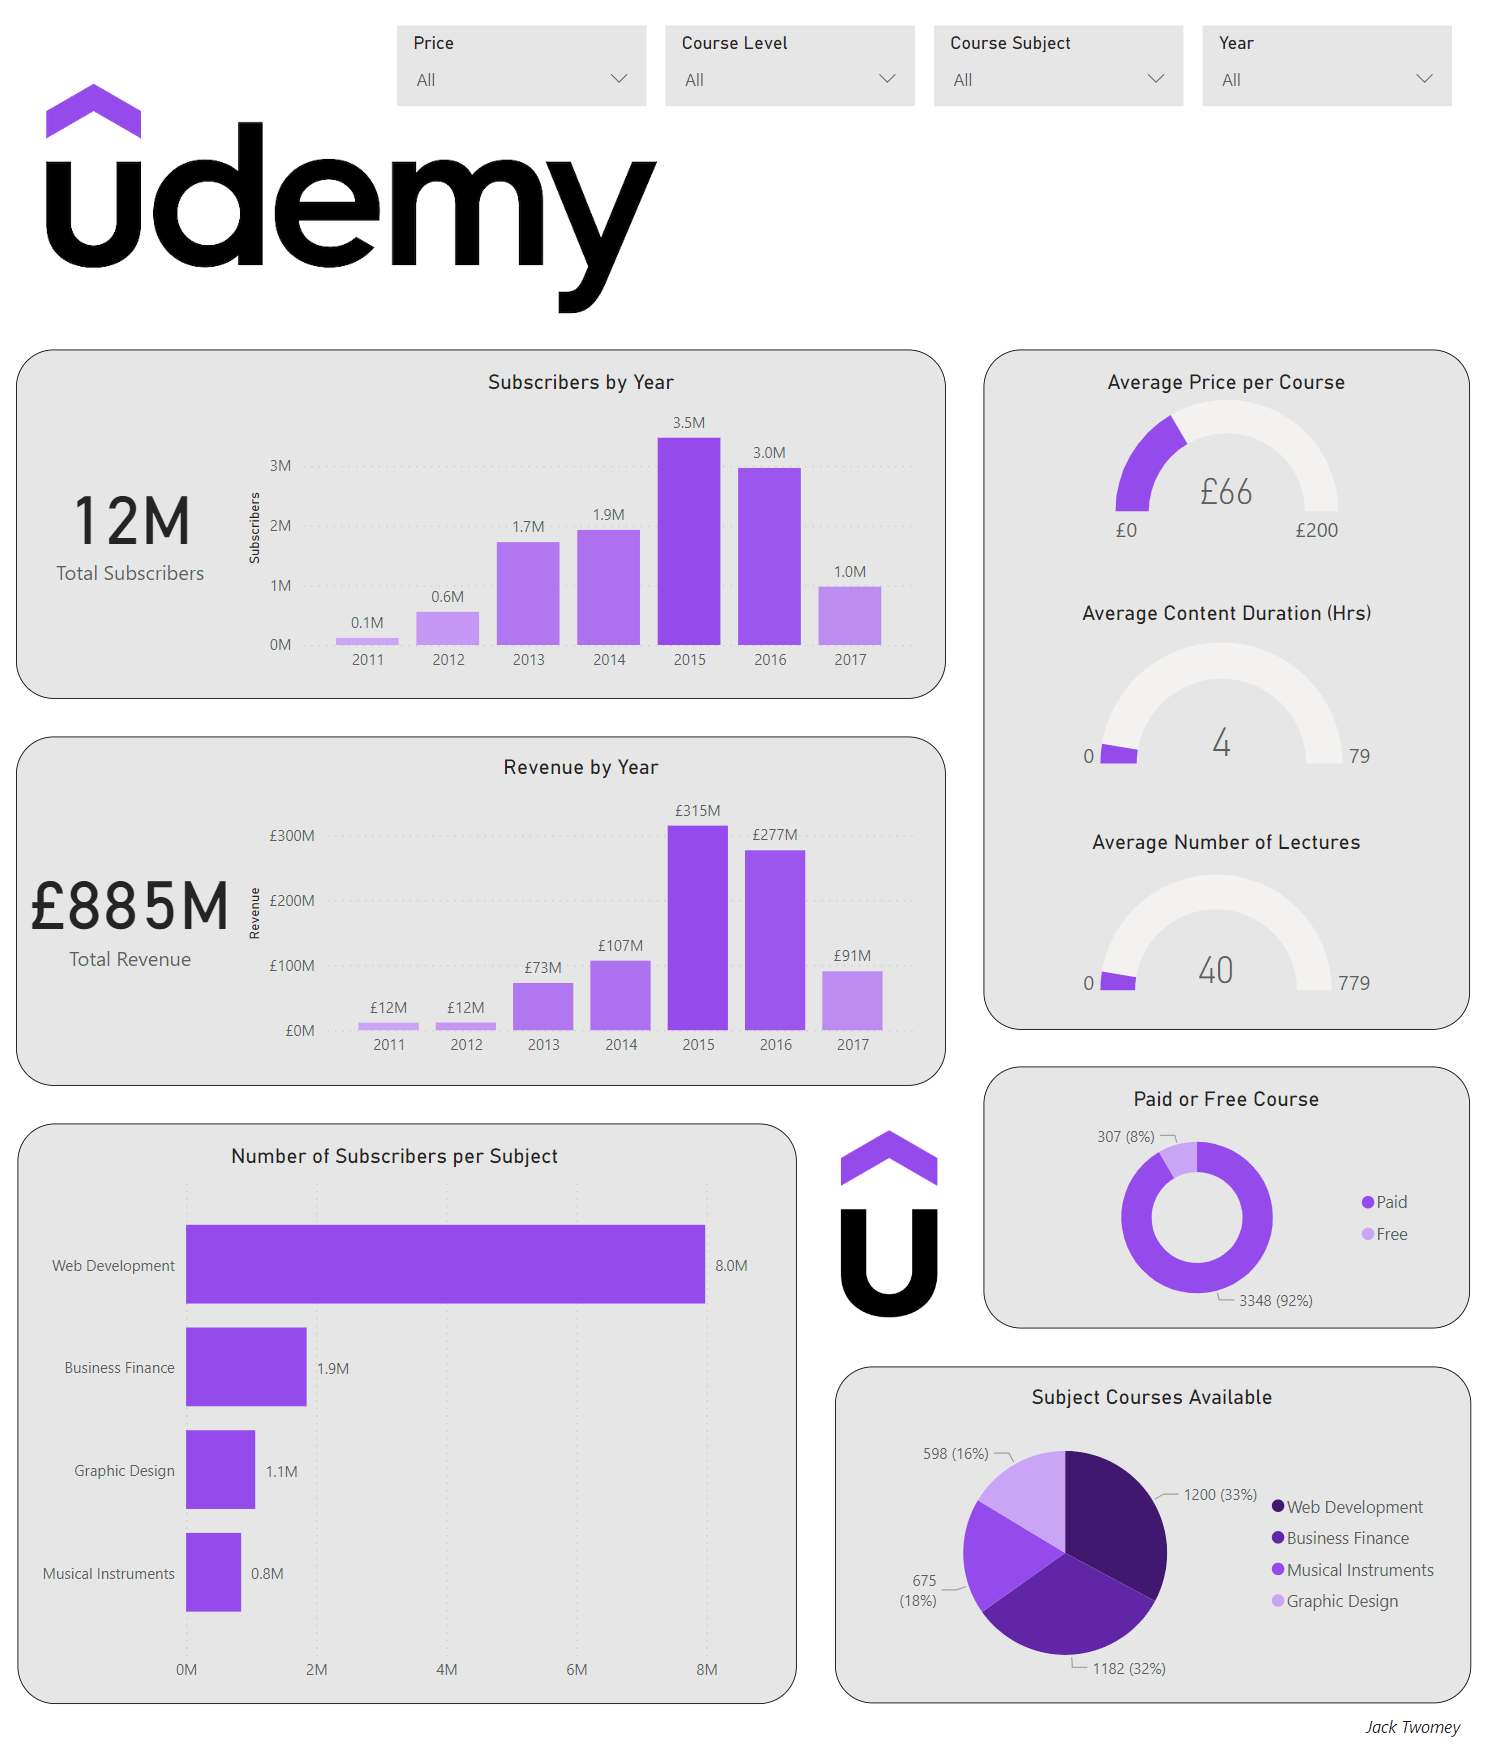 Price
All
Course Level
All
Course Subject
All
Year
All
udemy
Subscribers by Year
12M
Total Subscribers
Subscribers
3M
2M
1M
0M
0.1M
0.6M
1.7M
1.9M
3.5M
3.0M
1.0M
2011 2012 2013 2014 2015 2016 2017
Revenue by Year
£885M
Total Revenue
Revenue
£300M
£200M
£100M
£0M
£12M
£12M
£73M
£107M
£315M
£277M
£91M
2011 2012 2013 2014 2015 2016 2017
Average Price per Course
£66
£0 £200
Average Content Duration (Hrs)
4
0 79
Average Number of Lectures
40
0 779
Number of Subscribers per Subject
Web Development 8.0M
Business Finance 1.9M
Graphic Design 1.1M
Musical Instruments 0.8M
0M 2M 4M 6M 8M
u
Paid or Free Course
307 (8%)
3348 (92%)
Paid
Free
Subject Courses Available
598 (16%)
1200 (33%)
675
(18%)
1182 (32%)
Web Development
Business Finance
Musical Instruments
Graphic Design
Jack Twomey